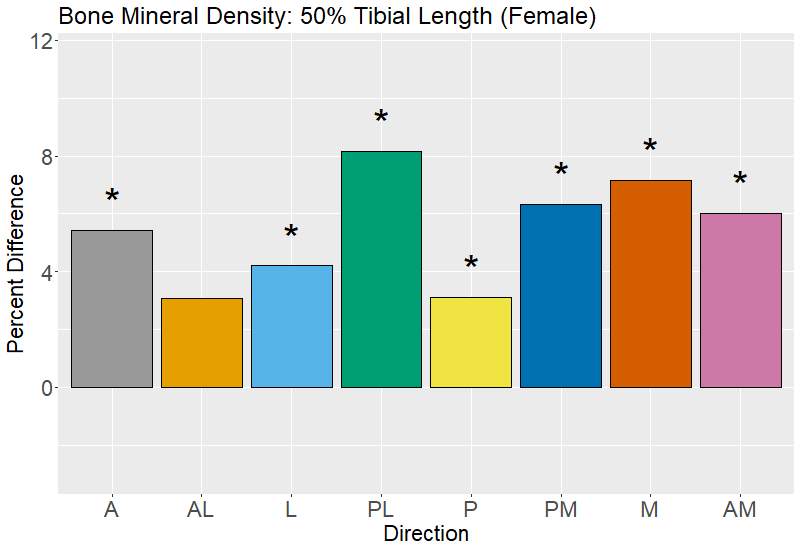 Bone Mineral Density: 50% Tibial Length (Female)
12
8
4
0
Percent Difference
* * * * * * *
A AL L PL P PM M AM
Direction